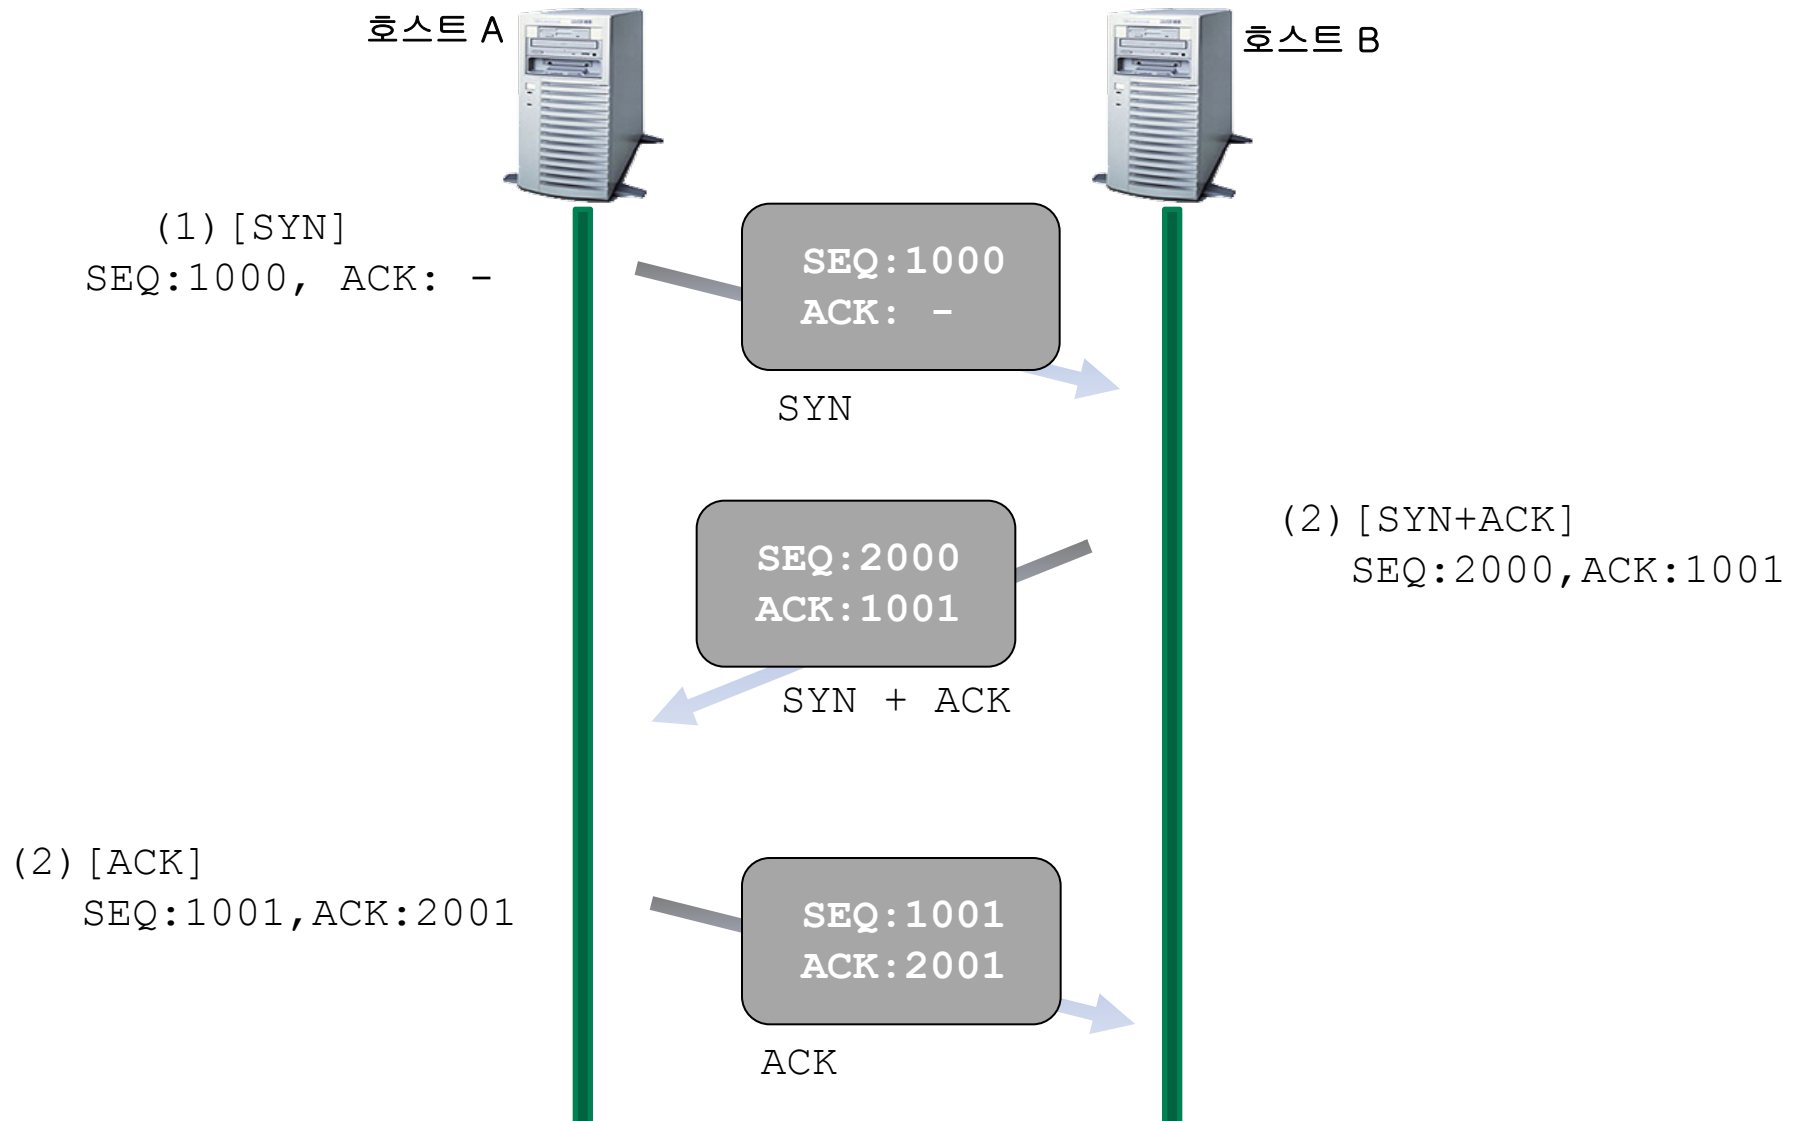 호스트 A
호스트 B
(1)[SYN]
SEQ:1000, ACK: -
SEQ:1000
ACK: -
SYN
(2)[SYN+ACK]
SEQ:2000,ACK:1001
SEQ:2000
ACK:1001
SYN + ACK
(2)[ACK]
SEQ:1001,ACK:2001
SEQ:1001
ACK:2001
ACK